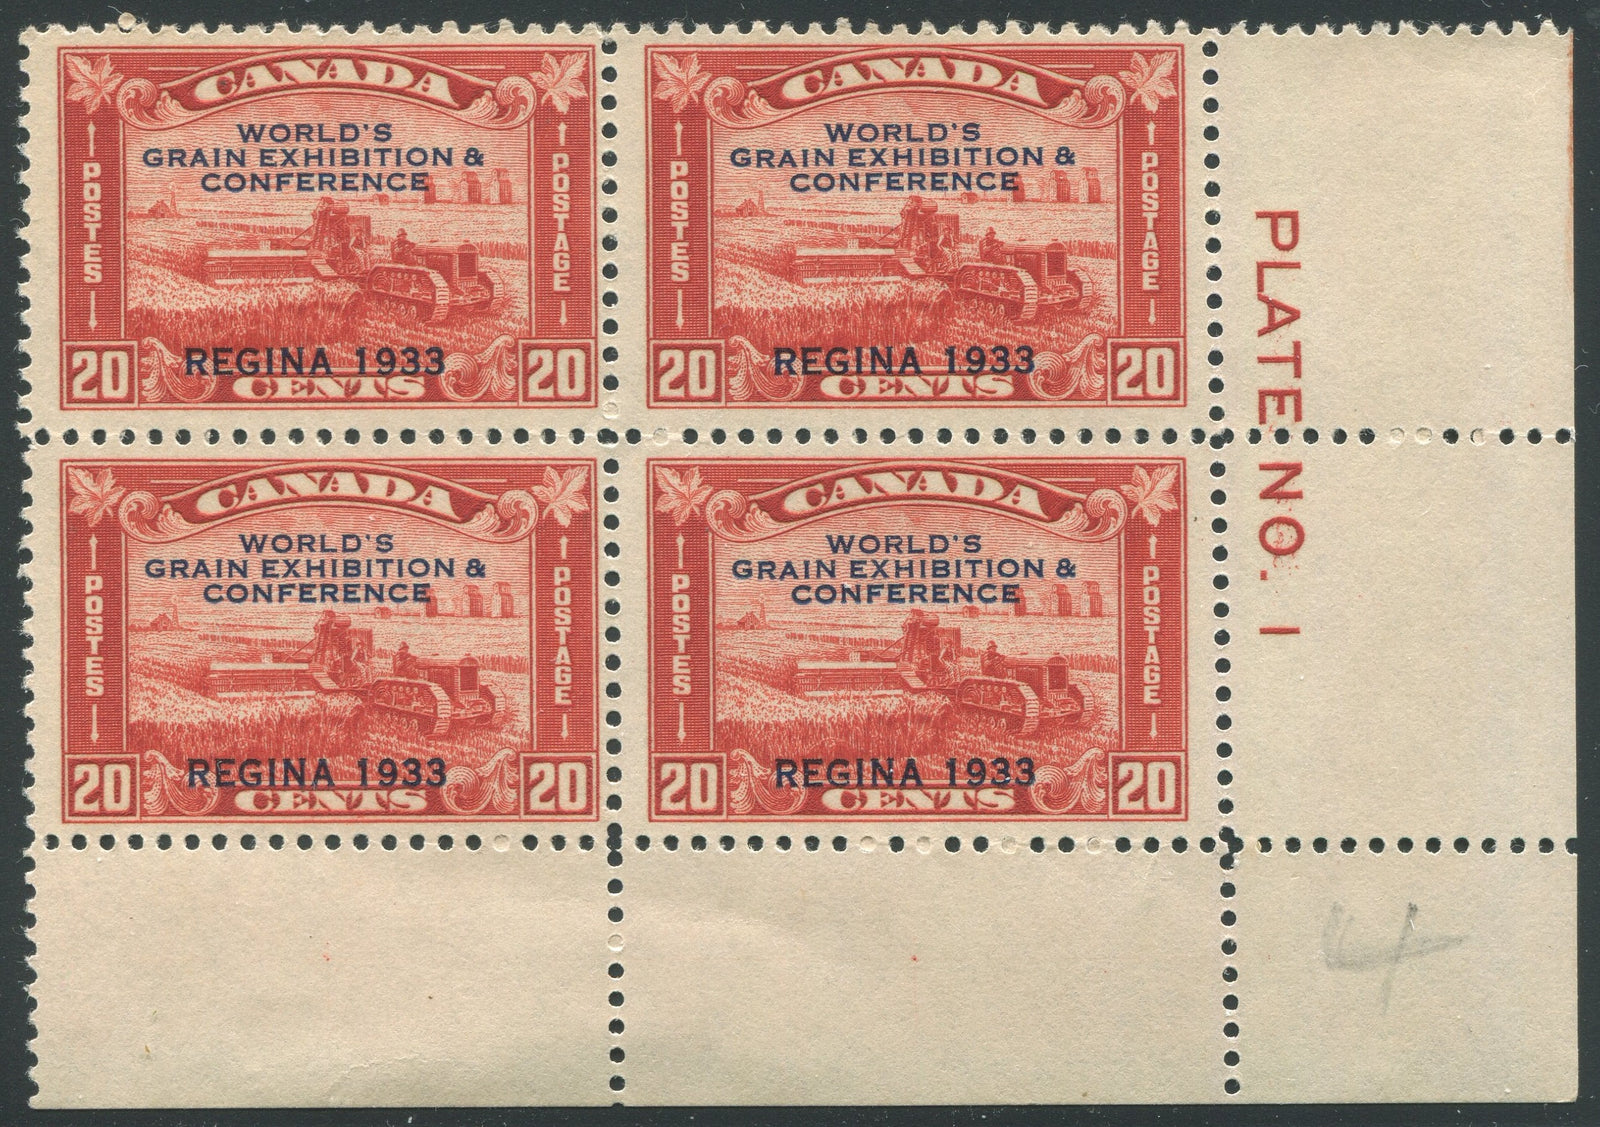 CANADA
WORLD'S
GRAIN EXHIBITION &
CONFERENCE
POSTES
POSTAGE
REGINA 1933
20 CENTS 20
CANADA
WORLD'S
GRAIN EXHIBITION &
CONFERENCE
POSTES
POSTAGE
REGINA 1933
20 CENTS 20
PLATE NO. 1
CANADA
WORLD'S
GRAIN EXHIBITION &
CONFERENCE
POSTES
POSTAGE
REGINA 1933
20 CENTS 20
CANADA
WORLD'S
GRAIN EXHIBITION &
CONFERENCE
POSTES
POSTAGE
REGINA 1933
20 CENTS 20
4